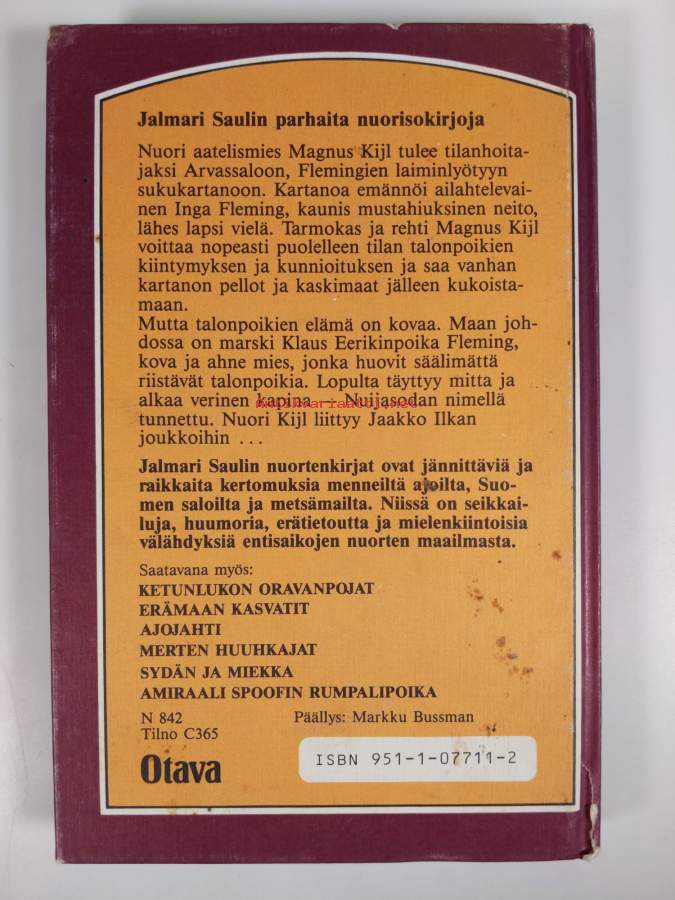 Jalmari Saulin parhaita nuorisokirjoja
Nuori aatelismies Magnus Kijl tulee tilanhoita-
jaksi Arvassaloon, Flemingien laiminlyötyyn
sukukartanoon. Kartanoa emännöi ailahtelevai-
nen Inga Fleming, kaunis mustahiuksinen neito,
lähes lapsi vielä. Tarmokas ja rehti Magnus Kijl
voittaa nopeasti puolelleen tilan talonpoikien
kiintymyksen ja kunnioituksen ja saa vanhan
kartanon pellot ja kaskimaat jälleen kukoista-
maan.
Mutta talonpoikien elämä on kovaa. Maan joh-
dossa on marski Klaus Eerikinpoika Fleming,
kova ja ahne mies, jonka huovit säälimättä
riistävät talonpoikia. Lopulta täyttyy mitta ja
alkaa verinen kapina — Nuijasodan nimellä
tunnettu. Nuori Kijl liittyy Jaakko Ilkan
joukkoihin ...
Jalmari Saulin nuortenkirjat ovat jännittäviä ja
raikkaita kertomuksia menneiltä ajoilta, Suo-
men saloilta ja metsämailta. Niissä on seikkai-
luja, huumoria, erätietoutta ja mielenkiintoisia
välähdyksiä entisaikojen nuorten maailmasta.
Saatavana myös:
KETUNLUKON ORAVANPOJAT
ERÄMAAN KASVATIT
AJOJAHTI
MERTEN HUUHKAJAT
SYDÄN JA MIEKKA
AMIRAALI SPOOFIN RUMPALIPOIKA
N 842 Päällys: Markku Bussman
Tilno C365
Otava
ISBN 951-1-07711-2